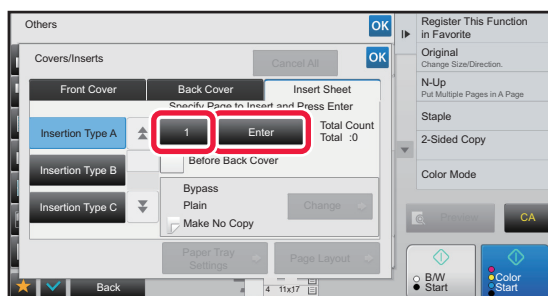 Others
OK
Covers/Inserts
Cancel All
OK
Front Cover
Back Cover
Insert Sheet
Specify Page to Insert and Press Enter
Insertion Type A
1
Enter
Total Count
Total :0
Before Back Cover
Insertion Type B
Bypass
Plain
Make No Copy
Change
Insertion Type C
Paper Tray
Settings
Page Layout
Back
4 11x17
Register This Function
in Favorite
Original
Change Size/Direction.
N-Up
Put Multiple Pages in A Page
Staple
2-Sided Copy
Color Mode
Preview
CA
B/W
Start
Color
Start